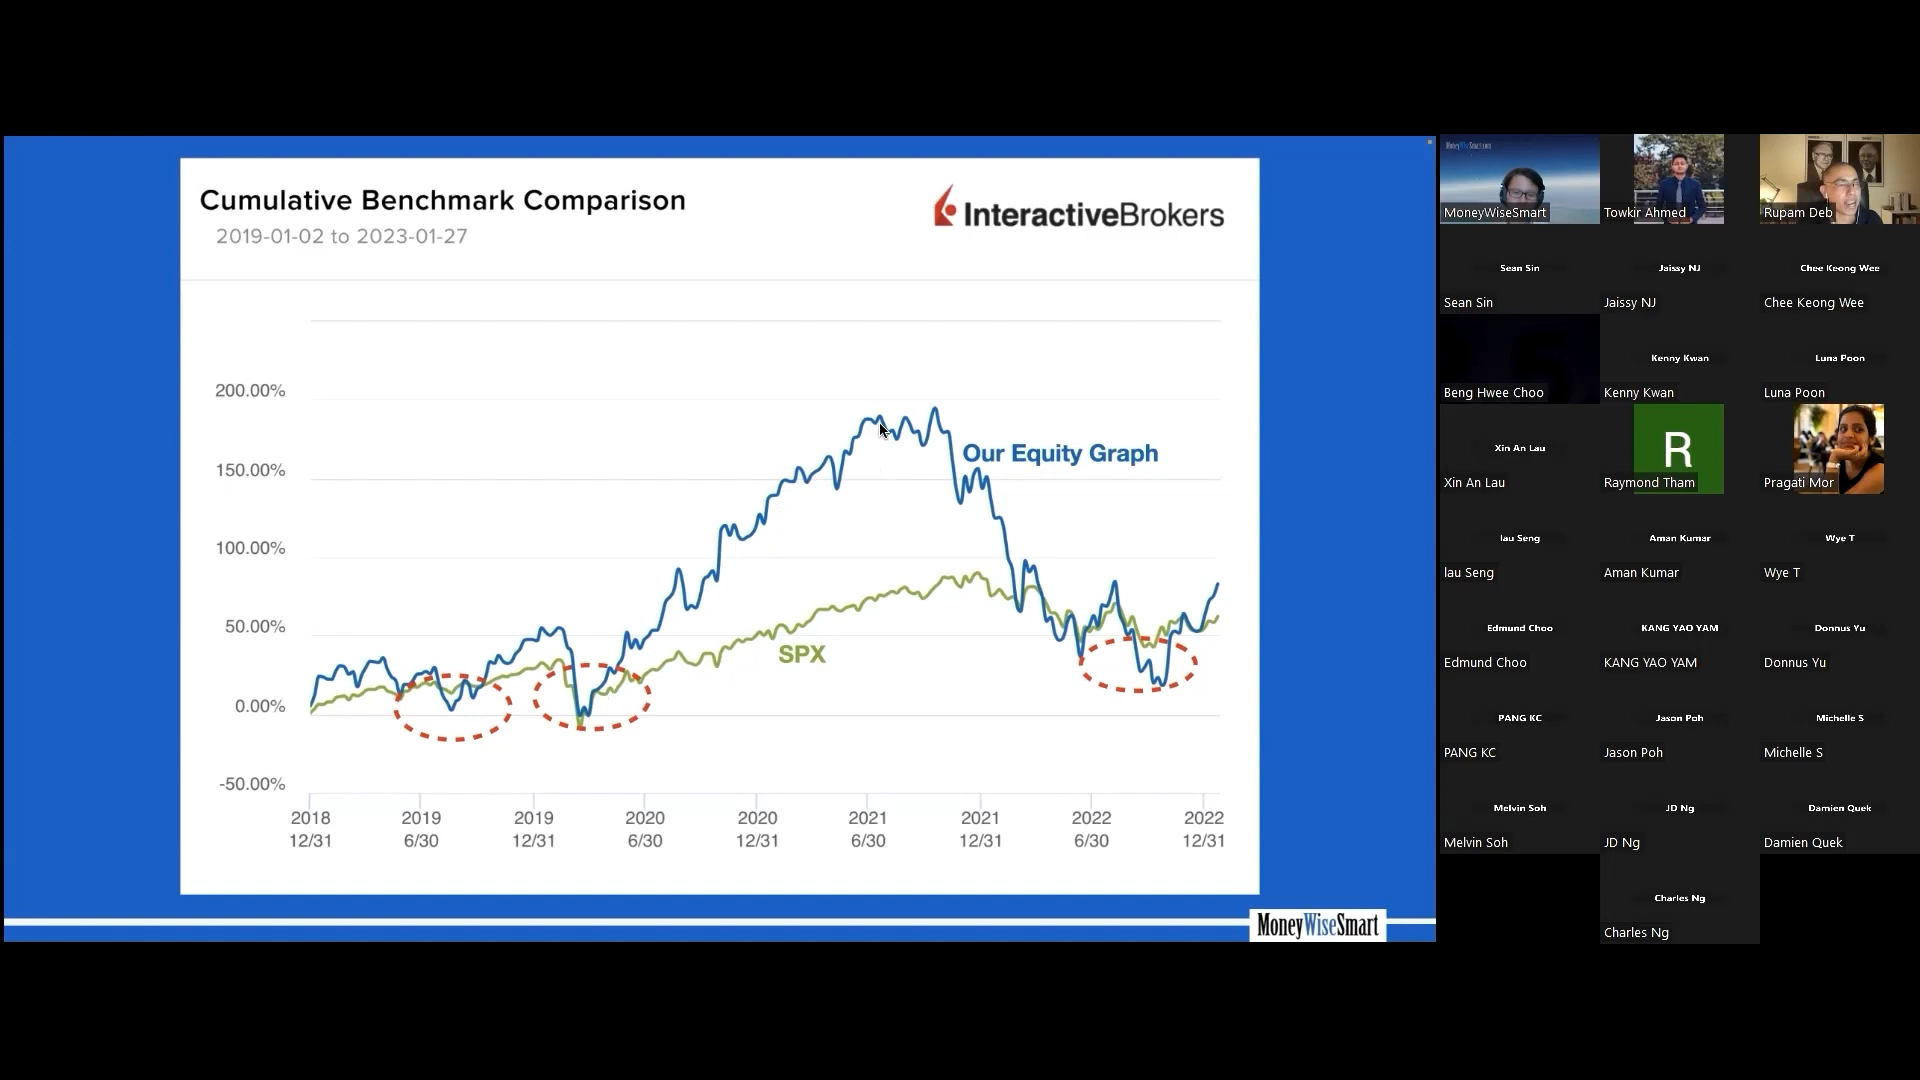 Cumulative Benchmark Comparison
2019-01-02 to 2023-01-27
InteractiveBrokers
200.00%
150.00%
100.00%
50.00%
0.00%
-50.00%
Our Equity Graph
SPX
2018 2019 2019 2020 2020 2021 2021 2022 2022
12/31 6/30 12/31 6/30 12/31 6/30 12/31 6/30 12/31
MoneyWiseSmart
MoneyWiseSmart.com
MoneyWiseSmart
Towkir Ahmed
Rupam Deb
Sean Sin
Sean Sin
Jaissy NJ
Jaissy NJ
Chee Keong Wee
Chee Keong Wee
Beng Hwee Choo
Kenny Kwan
Kenny Kwan
Luna Poon
Luna Poon
Xin An Lau
Xin An Lau
R
Raymond Tham
Pragati Mor
lau Seng
lau Seng
Aman Kumar
Aman Kumar
Wye T
Wye T
Edmund Choo
Edmund Choo
KANG YAO YAM
KANG YAO YAM
Donnus Yu
Donnus Yu
PANG KC
PANG KC
Jason Poh
Jason Poh
Michelle S
Michelle S
Melvin Soh
Melvin Soh
JD Ng
JD Ng
Damien Quek
Damien Quek
Charles Ng
Charles Ng